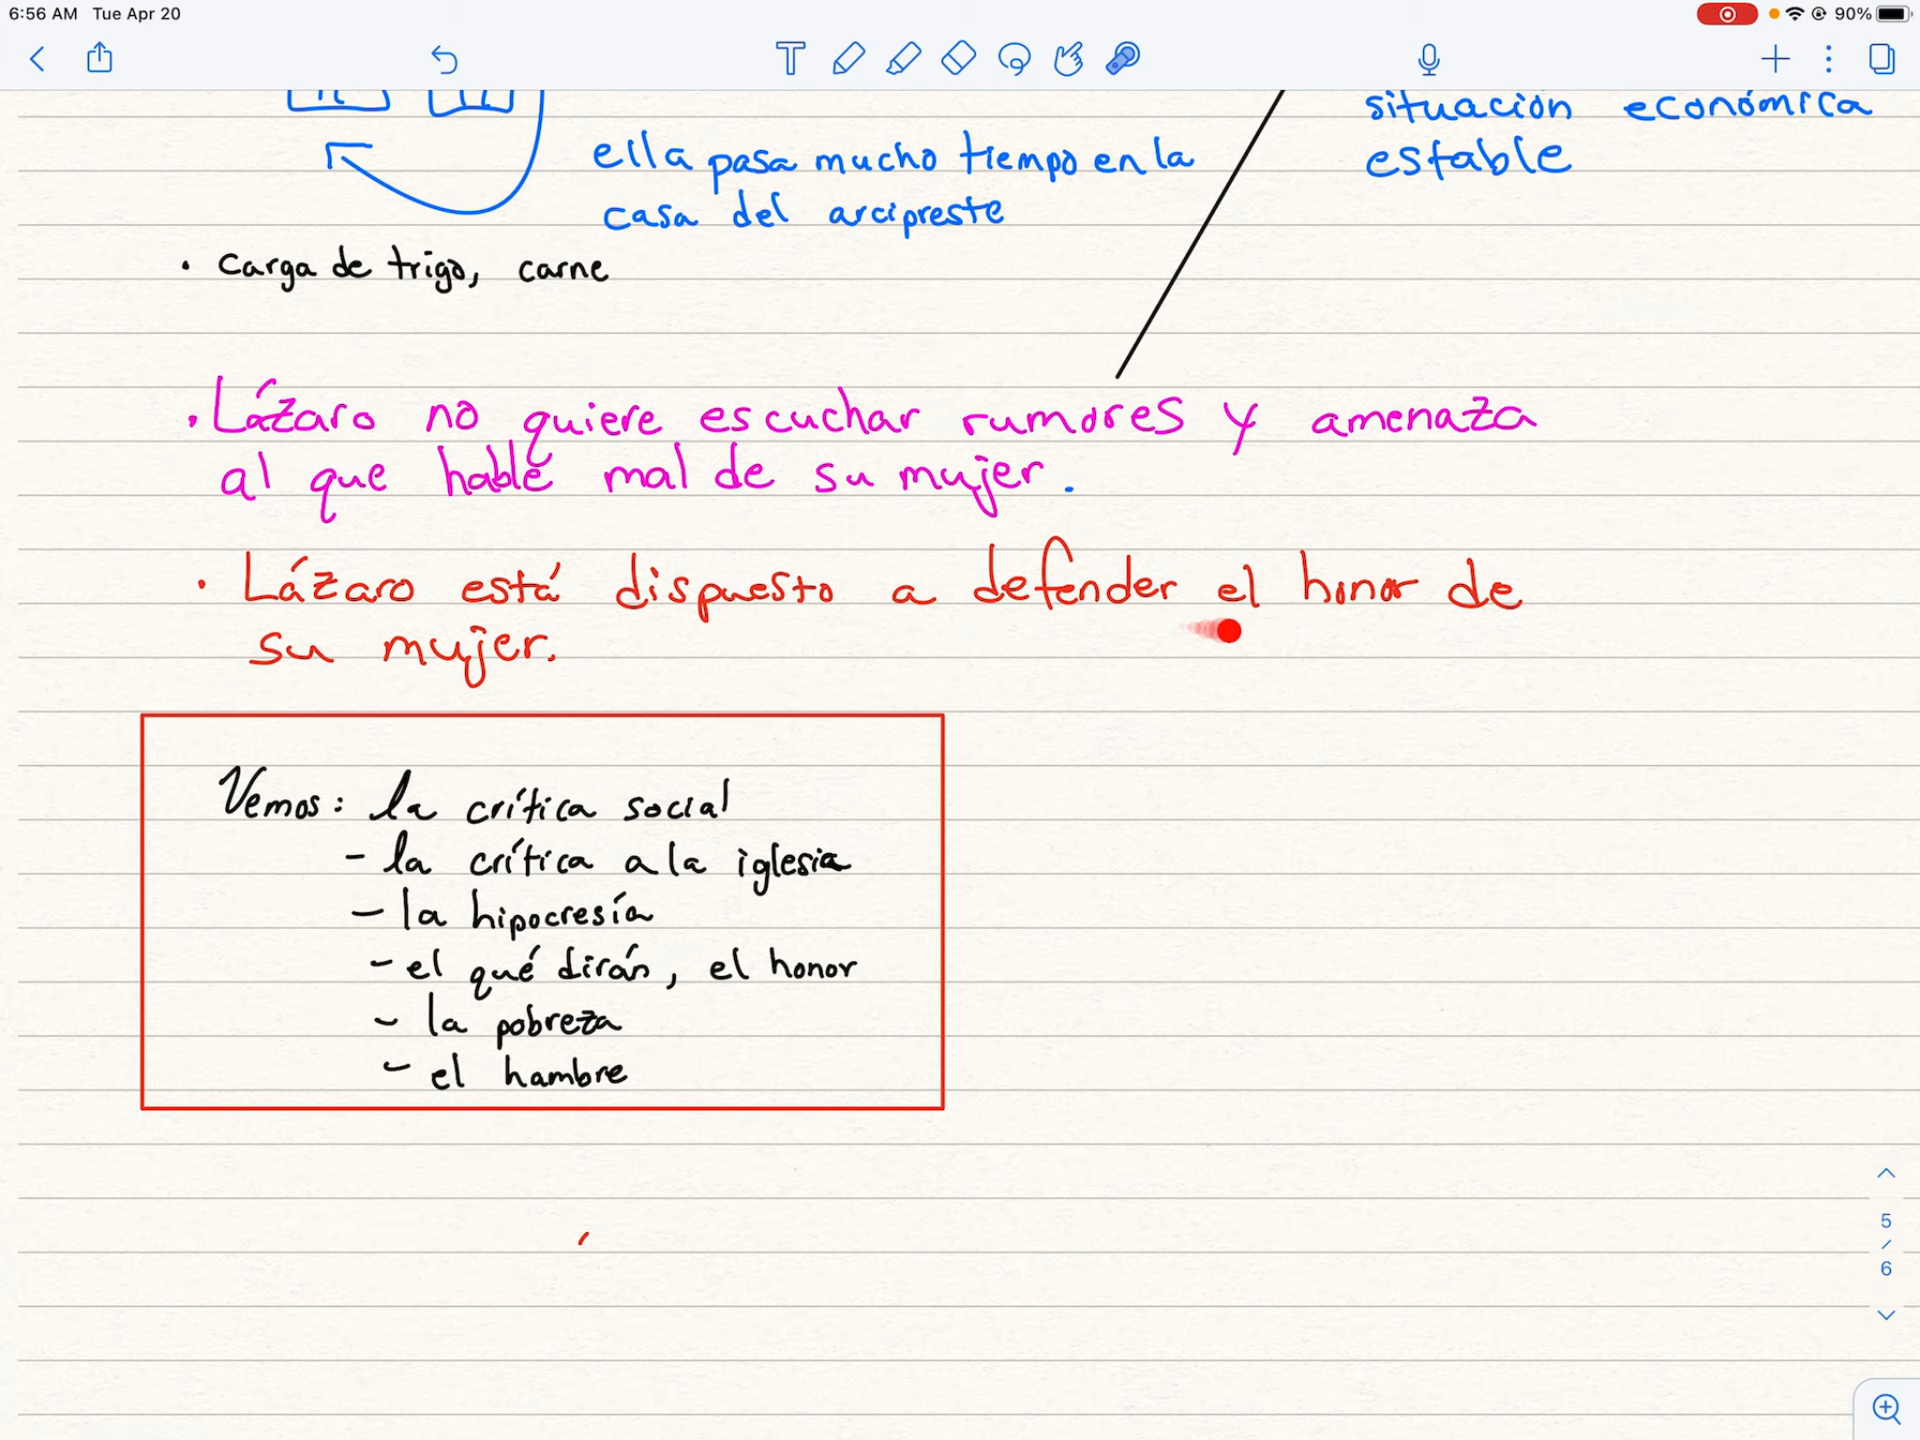 6:56 AM Tue Apr 20
90%
situación económica
estable
ella pasa mucho tiempo en la
casa del arcipreste
• Carga de trigo, carne
• Lázaro no quiere escuchar rumores y amenaza
al que hable mal de su mujer.
• Lázaro está dispuesto a defender el honor de
su mujer.
Vemos: la crítica social
- la crítica a la iglesia
- la hipocresía
- el qué dirán, el honor
- la pobreza
- el hambre
5
/
6